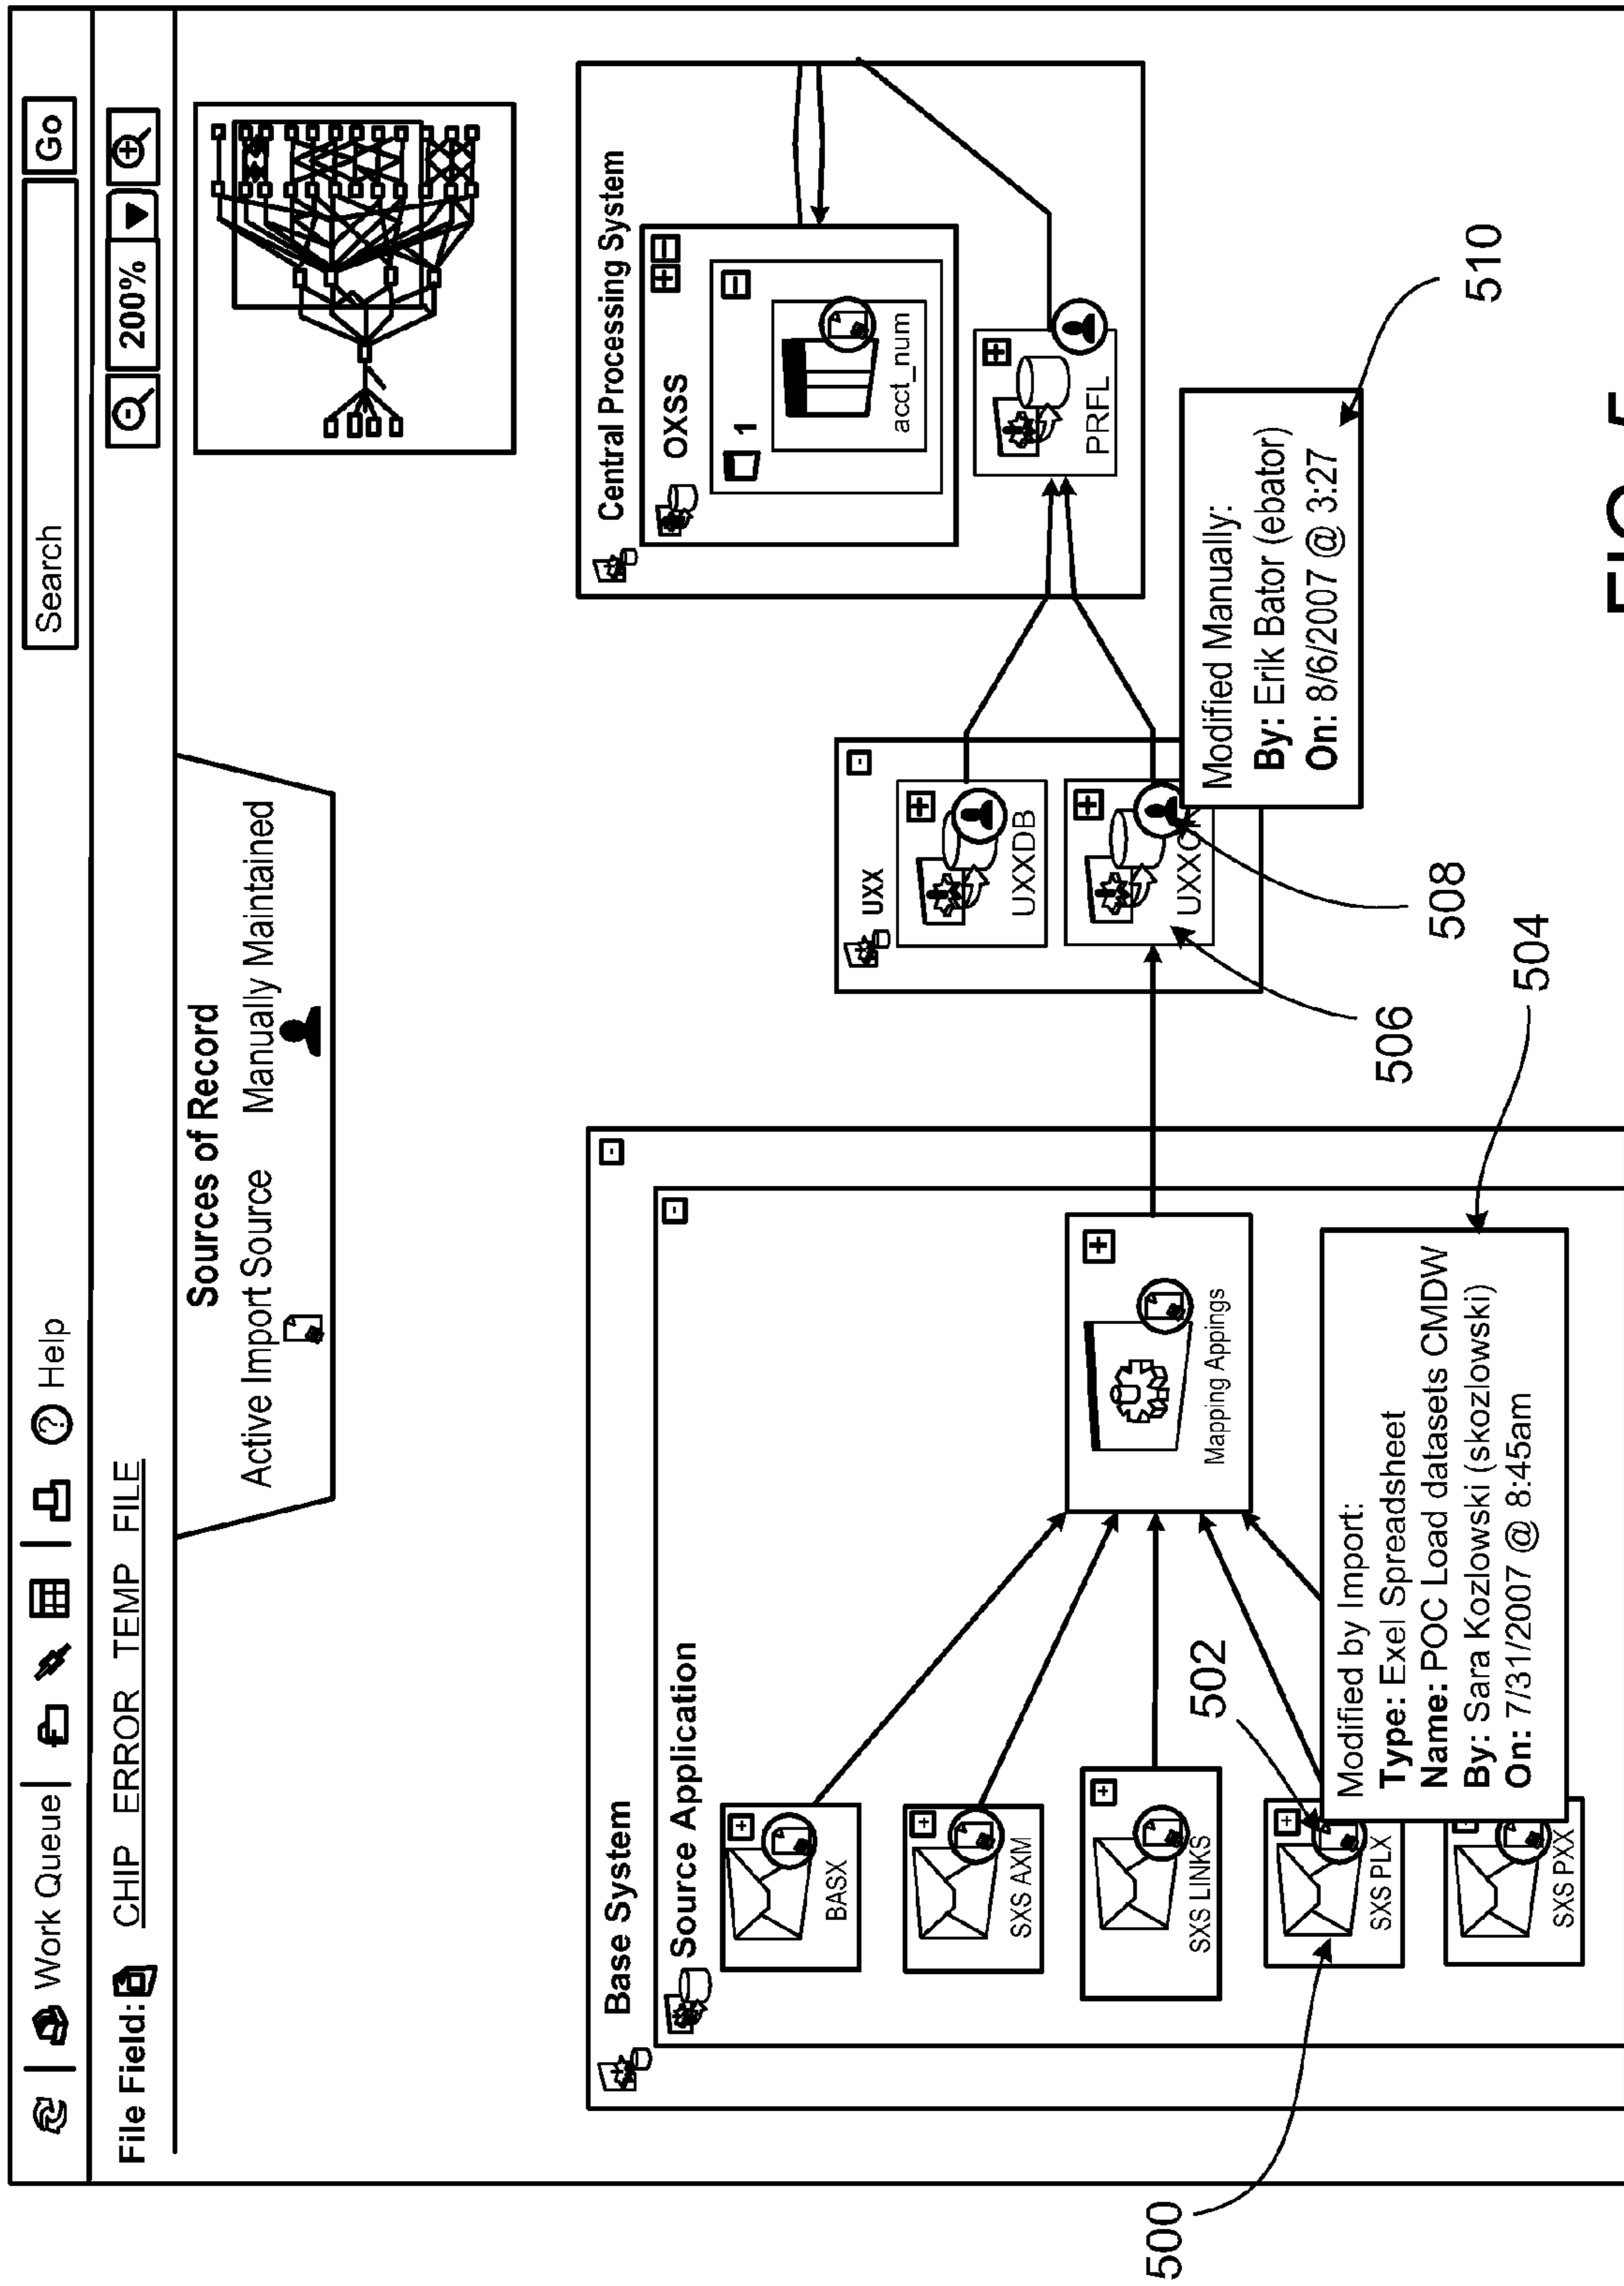 Work Queue
Help
Search
Go
File Field:
CHIP ERROR TEMP FILE
200%
Sources of Record
Active Import Source
Manually Maintained
Base System
Source Application
BASX
SXS AXM
SXS LINKS
SXS PLX
SXS PXX
Mapping Appings
502
Modified by Import:
Type: Exel Spreadsheet
Name: POC Load datasets CMDW
By: Sara Kozlowski (skozlowski)
On: 7/31/2007 @ 8:45am
500
504
UXX
UXXDB
506
508
Central Processing System
OXSS
1
acct_num
PRFL
Modified Manually:
By: Erik Bator (ebator)
On: 8/6/2007 @ 3:27
510